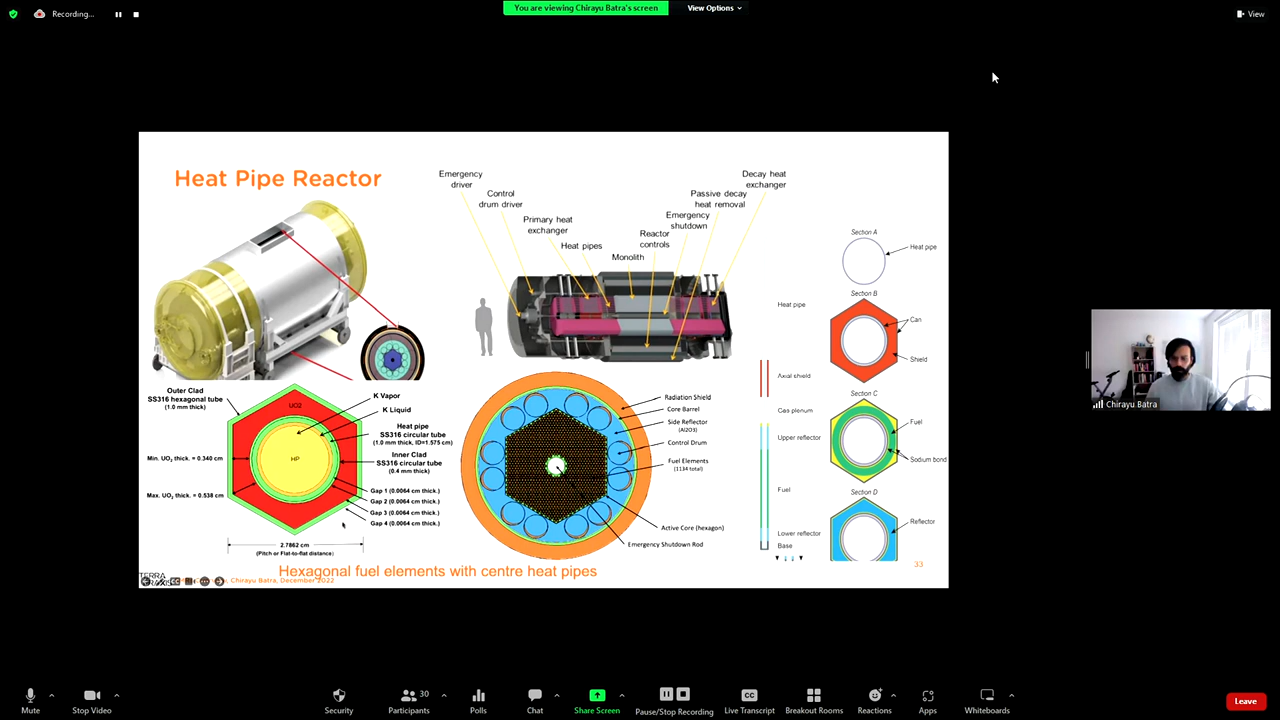 Recording...
You are viewing Chirayu Batra's screen
View Options
View
Heat Pipe Reactor
Emergency
driver
Control
drum driver
Primary heat
exchanger
Heat pipes
Monolith
Reactor
controls
Emergency
shutdown
Passive decay
heat removal
Decay heat
exchanger
Outer Clad
SS316 hexagonal tube
(1.0 mm thick)
UO2
HP
K Vapor
K Liquid
Heat pipe
SS316 circular tube
(1.0 mm thick, ID=1.575 cm)
Inner Clad
SS316 circular tube
(0.4 mm thick)
Min. UO2 thick. = 0.340 cm
Max. UO2 thick. = 0.538 cm
Gap 1 (0.0064 cm thick.)
Gap 2 (0.0064 cm thick.)
Gap 3 (0.0064 cm thick.)
Gap 4 (0.0064 cm thick.)
2.7862 cm
(Pitch or Flat-to-flat distance)
Radiation Shield
Core Barrel
Side Reflector
(Al2O3)
Control Drum
Fuel Elements
(1134 total)
Active Core (hexagon)
Emergency Shutdown Rod
Heat pipe
Axial shield
Gas plenum
Upper reflector
Fuel
Lower reflector
Base
Section A
Heat pipe
Section B
Can
Shield
Section C
Fuel
Sodium bond
Section D
Reflector
Hexagonal fuel elements with centre heat pipes
TERRA
Chirayu Batra, December 2022
33
Chirayu Batra
Mute
Stop Video
Security
30
Participants
Polls
Chat
Share Screen
Pause/Stop Recording
CC
Live Transcript
Breakout Rooms
Reactions
Apps
Whiteboards
Leave